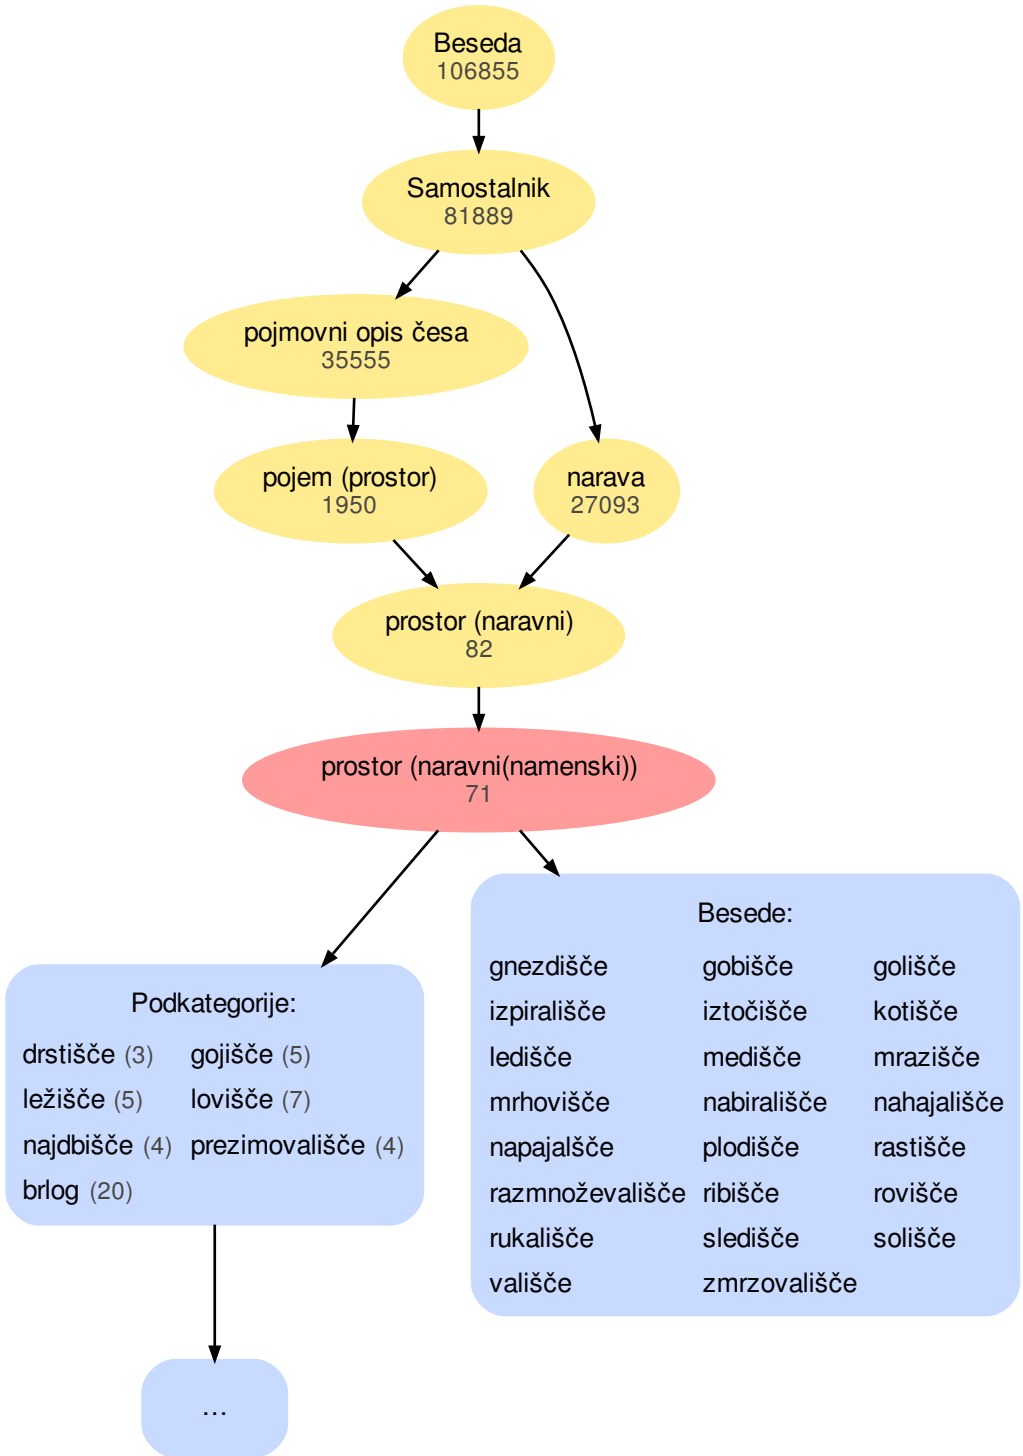 Beseda
106855
Samostalnik
81889
pojmovni opis česa
35555
pojem (prostor)
1950
narava
27093
prostor (naravni)
82
prostor (naravni(namenski))
71
Podkategorije:
drstišče (3) gojišče (5)
ležišče (5) lovišče (7)
najdbišče (4) prezimovališče (4)
brlog (20)
...
Besede:
gnezdišče gobišče golišče
izpirališče iztočišče kotišče
ledišče medišče mrazišče
mrhovišče nabirališče nahajališče
napajalšče plodišče rastišče
razmnoževališče ribišče rovišče
rukališče sledišče solišče
vališče zmrzovališče